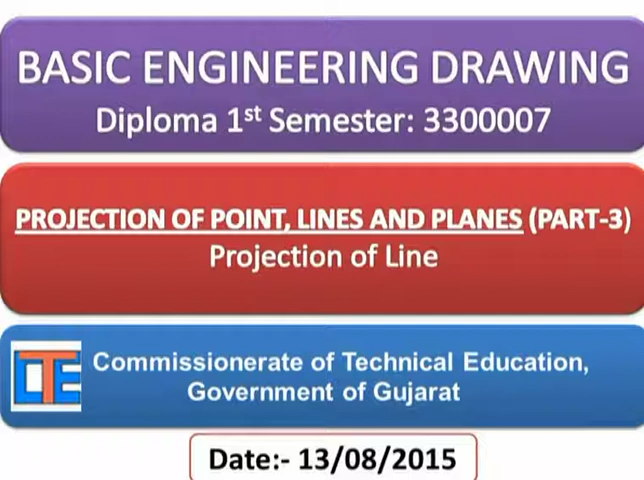 BASIC ENGINEERING DRAWING
Diploma 1st Semester: 3300007
PROJECTION OF POINT, LINES AND PLANES (PART-3)
Projection of Line
CTE
Commissionerate of Technical Education,
Government of Gujarat
Date:- 13/08/2015